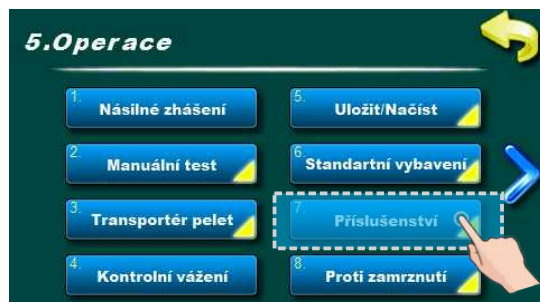 5.Operace
1. Násilné zhášení
2. Manuální test
3. Transportér pelet
4. Kontrolní vážení
5. Uložit/Načíst
6. Standartní vybavení
7. Příslušenství
8. Proti zamrznutí